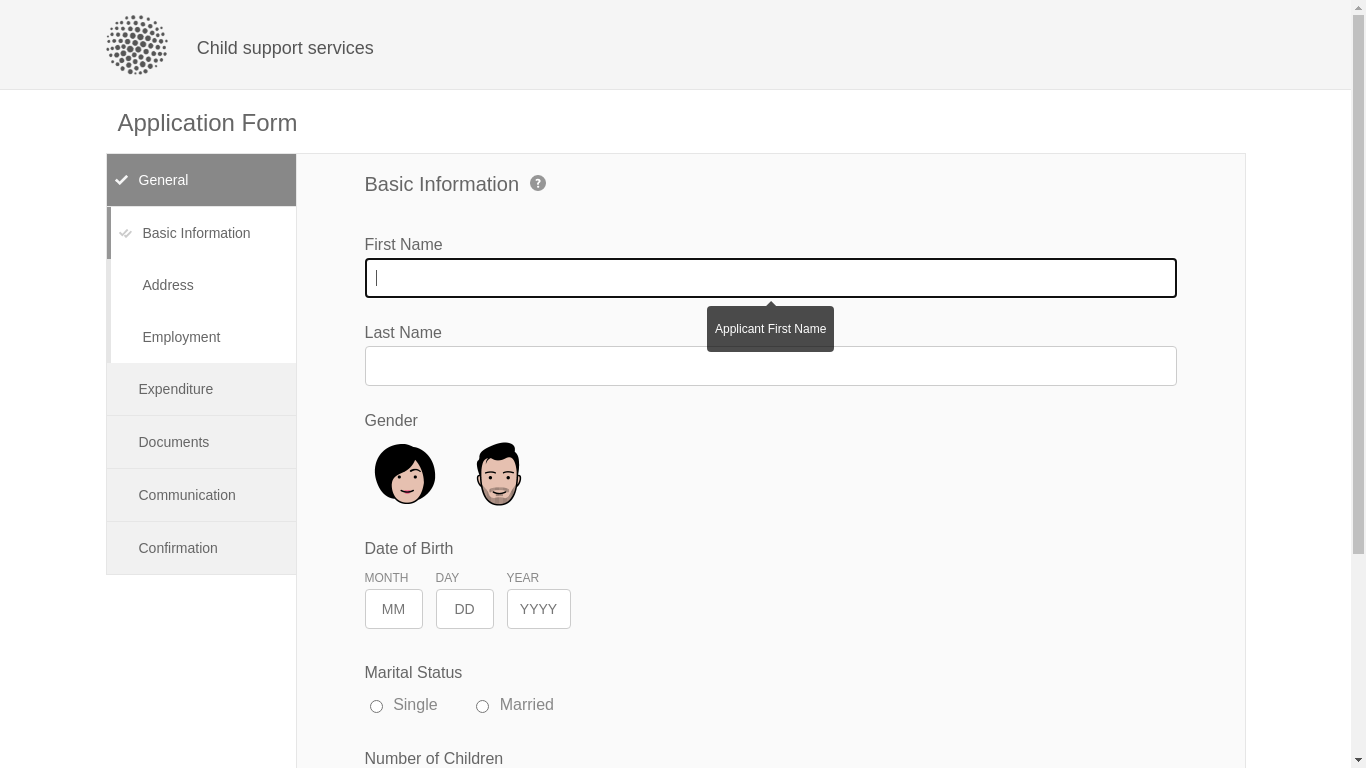 Child support services
Application Form
General
Basic Information
Address
Employment
Expenditure
Documents
Communication
Confirmation
Basic Information ?
First Name
Applicant First Name
Last Name
Gender
Date of Birth
MONTH DAY YEAR
MM DD YYYY
Marital Status
Single Married
Number of Children